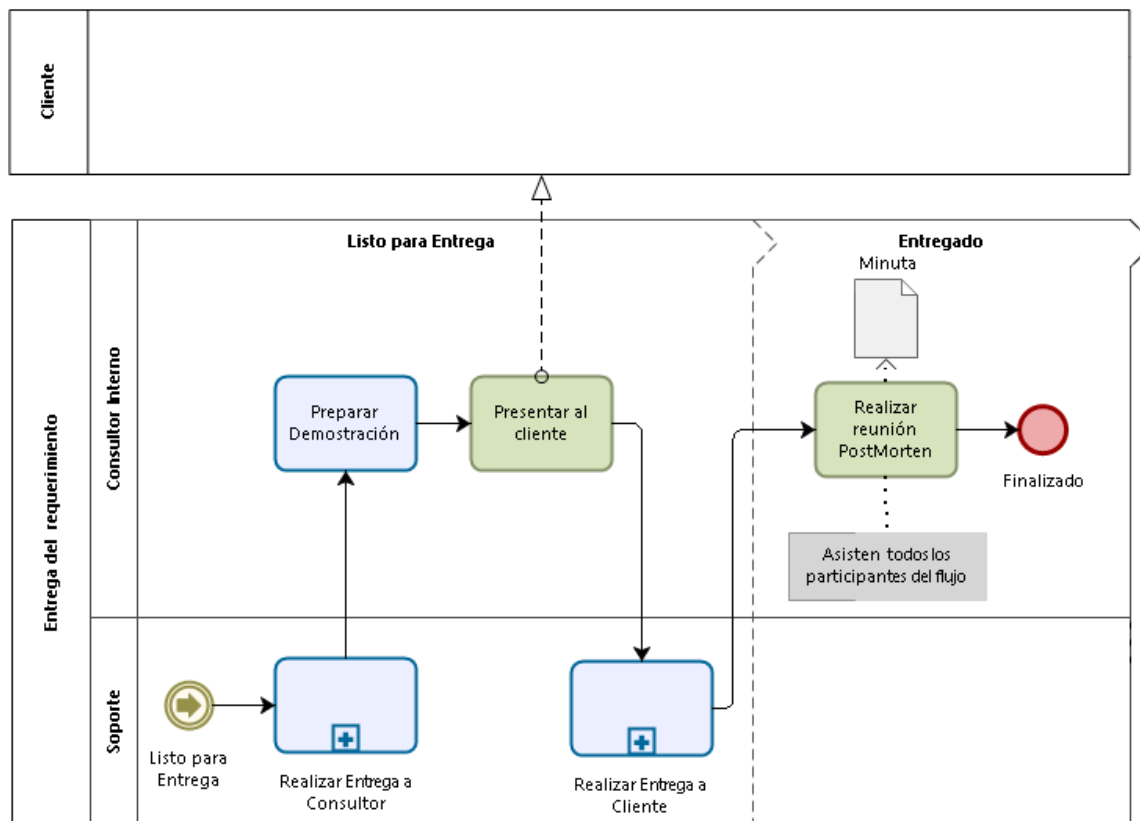 Cliente
Entrega del requerimiento
Consultor Interno
Listo para Entrega
Entregado
Minuta
Preparar
Demostración
Presentar al
cliente
Realizar
reunión
PostMorten
Finalizado
Asisten todos los
participantes del flujo
Soporte
Listo para
Entrega
Realizar Entrega a
Consultor
Realizar Entrega a
Cliente